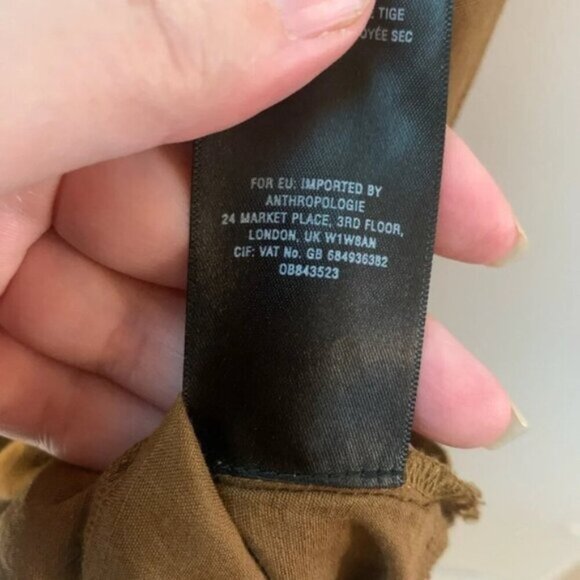 TIGE
SEC
FOR EU: IMPORTED BY
ANTHROPOLOGIE
24 MARKET PLACE, 3RD FLOOR,
LONDON, UK W1W8AN
CIF: VAT No. GB 684936382
OB843523